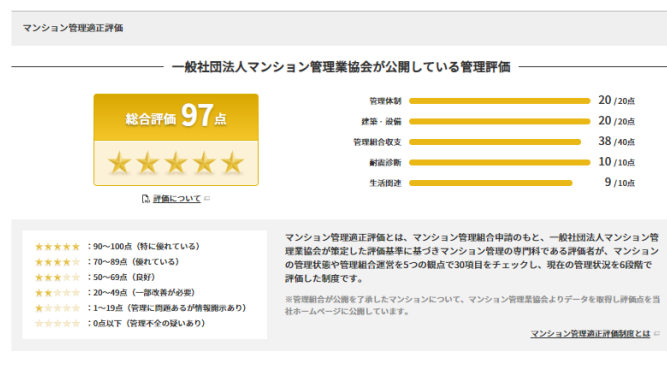 マンション管理適正評価
一般社団法人マンション管理業協会が公開している管理評価
総合評価 97点
★★★★★
評価について
管理体制 20 /20点
建築・設備 20 /20点
管理組合収支 38 /40点
耐震診断 10 /10点
生活関連 9 /10点
★★★★★ ：90〜100点（特に優れている）
★★★★☆ ：70〜89点（優れている）
★★★☆☆ ：50〜69点（良好）
★★☆☆☆ ：20〜49点（一部改善が必要）
★☆☆☆☆ ：1〜19点（管理に問題あるが情報開示あり）
☆☆☆☆☆ ：0点以下（管理不全の疑いあり）
マンション管理適正評価とは、マンション管理組合申請のもと、一般社団法人マンション管
理業協会が策定した評価基準に基づきマンション管理の専門科である評価者が、マンション
の管理状態や管理組合運営を5つの観点で30項目をチェックし、現在の管理状況を6段階で
評価した制度です。
※管理組合が公開を了承したマンションについて、マンション管理業協会よりデータを取得し評価点を当
社ホームページに公開しています。
マンション管理適正評価制度とは